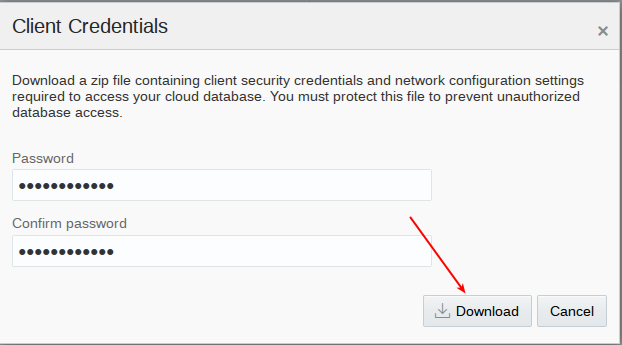 Client Credentials
×
Download a zip file containing client security credentials and network configuration settings
required to access your cloud database. You must protect this file to prevent unauthorized
database access.
Password
●●●●●●●●●●●●
Confirm password
●●●●●●●●●●●●
Download Cancel